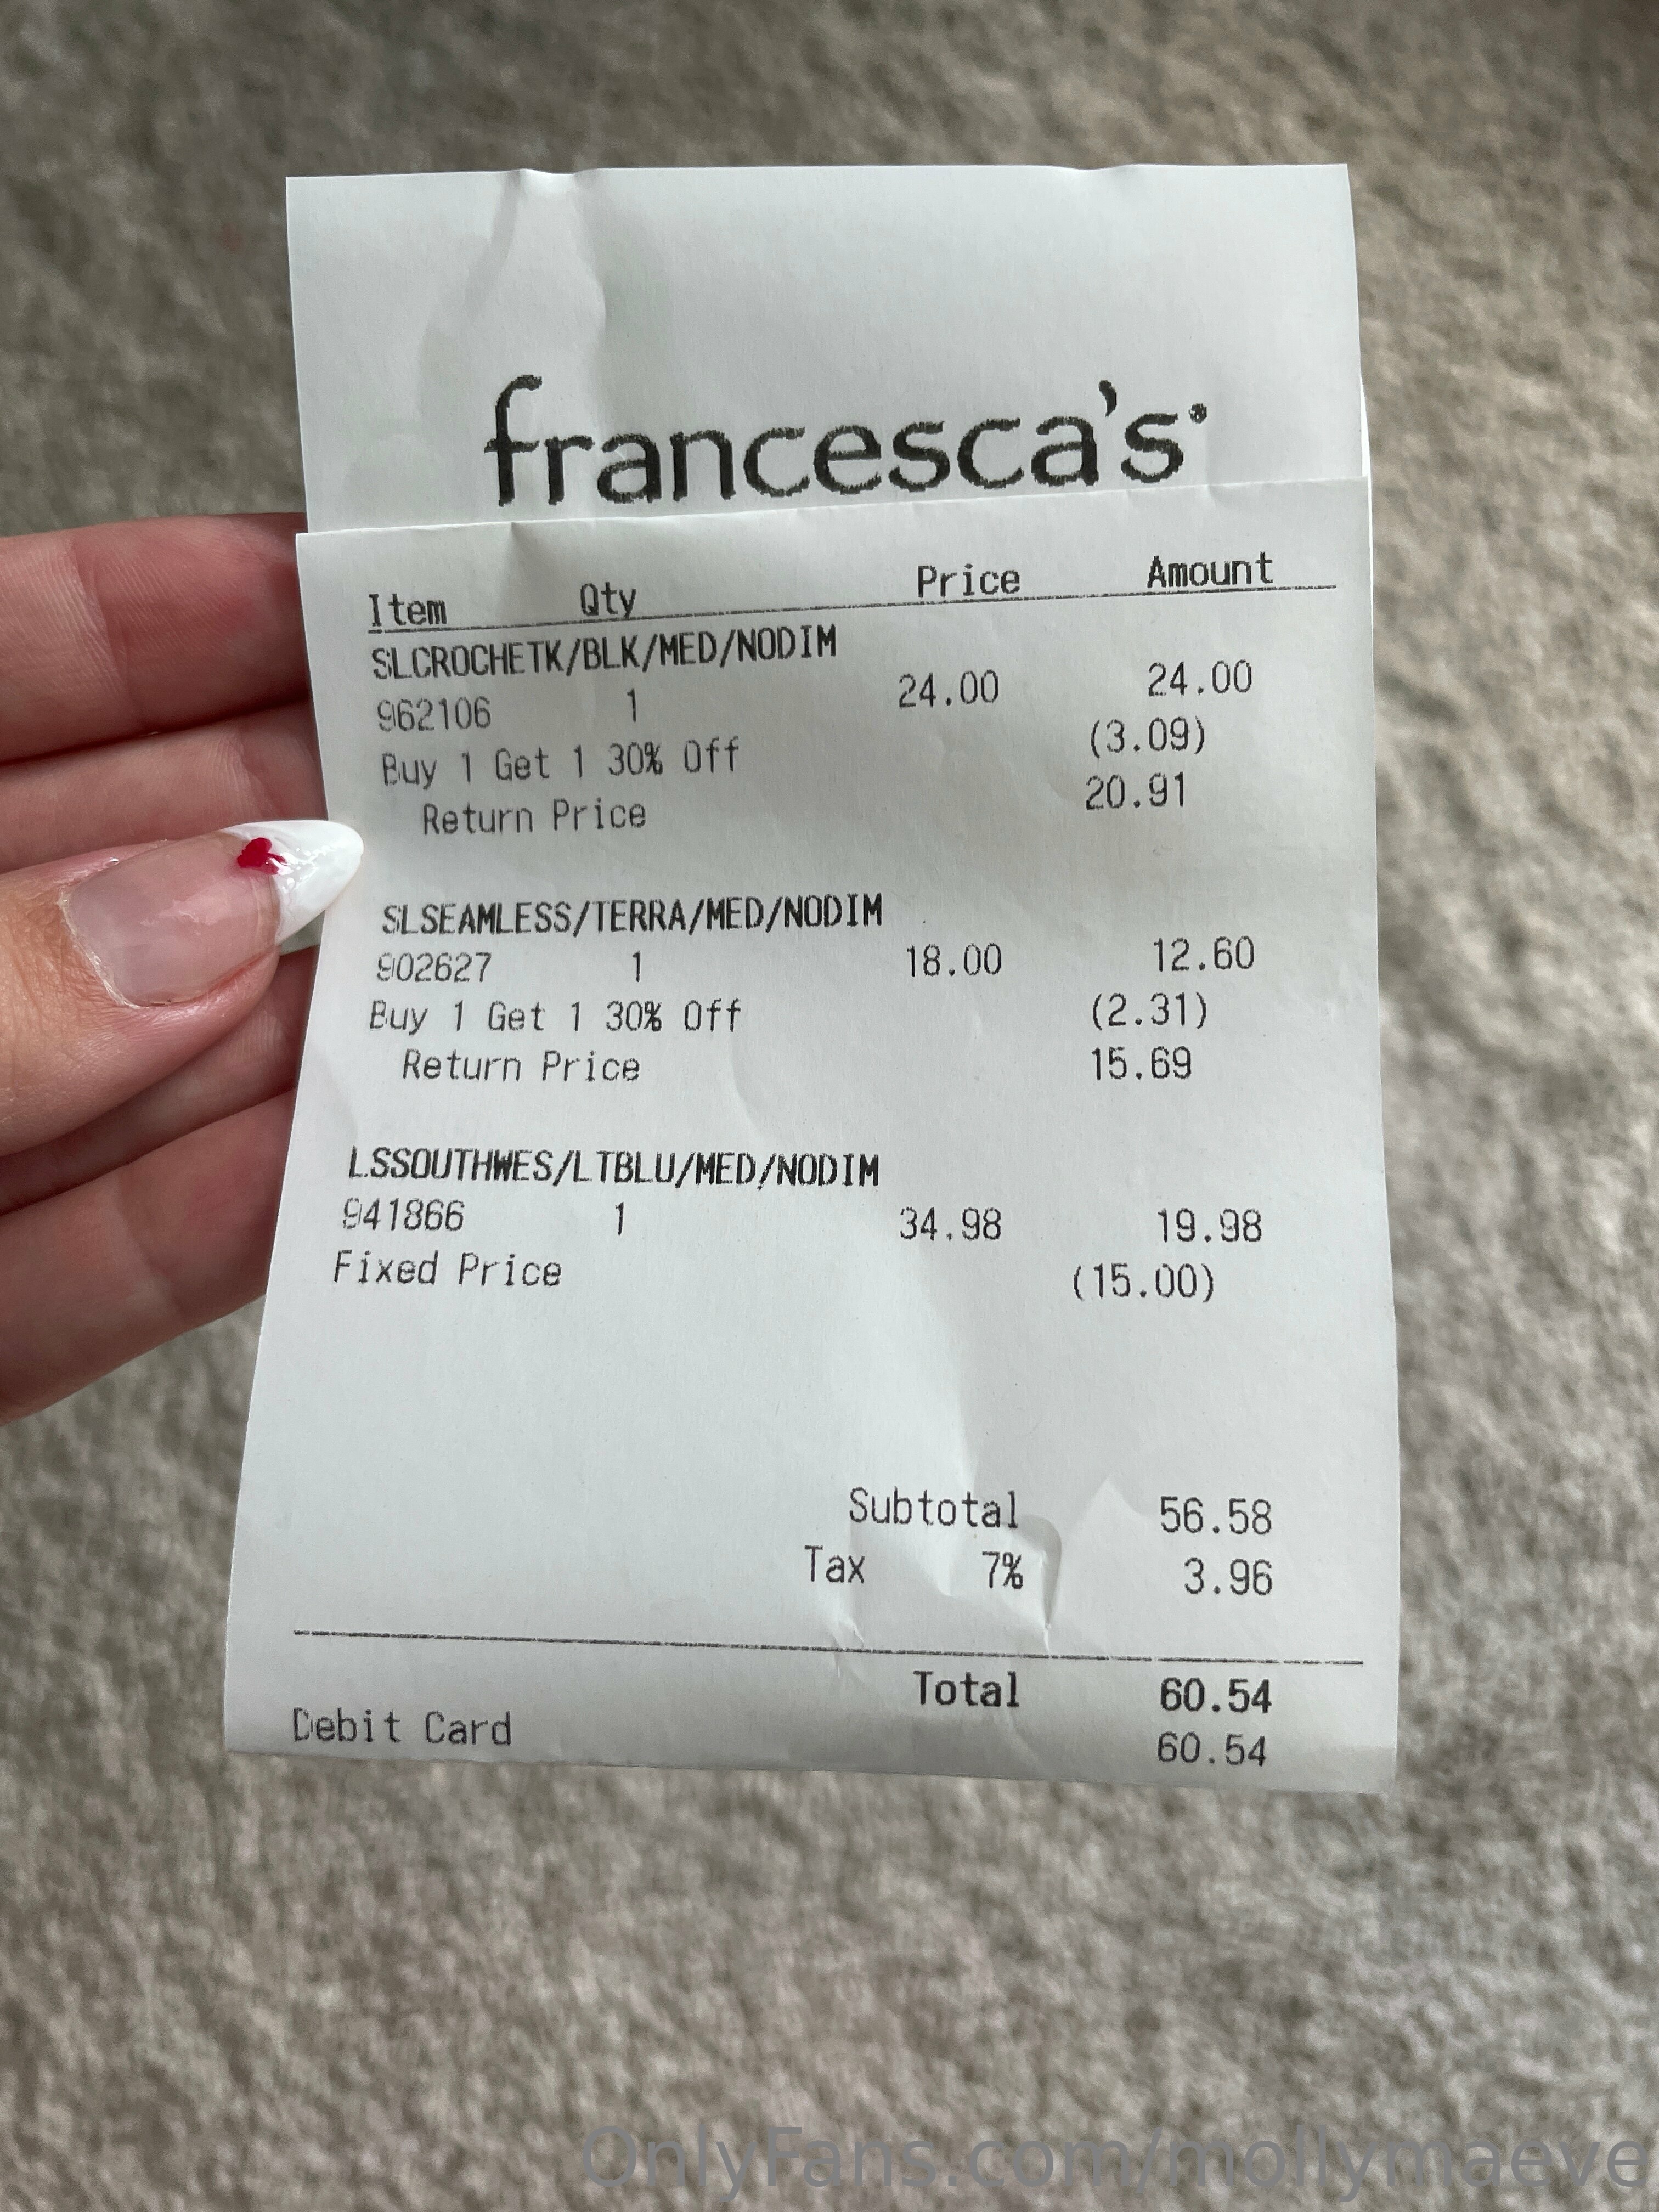 francesca's®
Item Qty Price Amount
SLCROCHETK/BLK/MED/NODIM
962106 1 24.00 24.00
Buy 1 Get 1 30% Off (3.09)
Return Price 20.91
SLSEAMLESS/TERRA/MED/NODIM
902627 1 18.00 12.60
Buy 1 Get 1 30% Off (2.31)
Return Price 15.69
LSSOUTHWES/LTBLU/MED/NODIM
941866 1 34.98 19.98
Fixed Price (15.00)
Subtotal 56.58
Tax 7% 3.96
Total 60.54
Debit Card 60.54
OnlyFans.com/mollymaeve